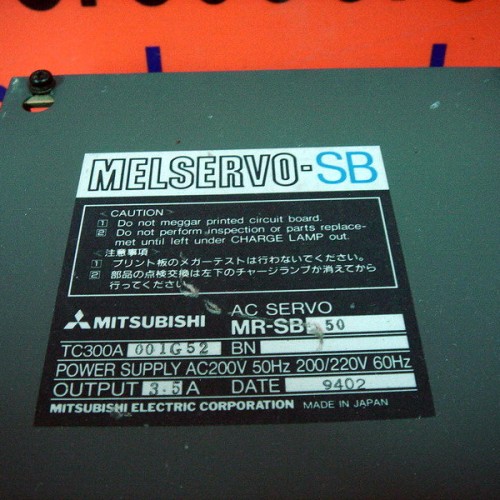 MELSERVO-SB
<CAUTION>
1 Do not meggar printed circuit board.
2 Do not perform inspection or parts replace-
met until left under CHARGE LAMP out.
<注意事項>
1 プリント板のメガーテストは行わないでください。
2 部品の点検交換は左下のチャージランプが消えてから
行ってください。
MITSUBISHI
AC SERVO
MR-SB 50
TC300A 001G52 BN
POWER SUPPLY AC200V 50Hz 200/220V 60Hz
OUTPUT 3.5A DATE 9402
MITSUBISHI ELECTRIC CORPORATION MADE IN JAPAN